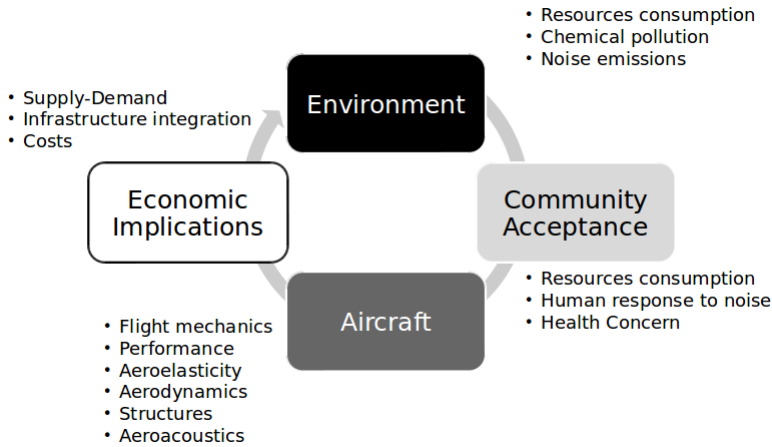 • Resources consumption
• Chemical pollution
• Noise emissions
Environment
• Supply-Demand
• Infrastructure integration
• Costs
Economic
Implications
Community
Acceptance
• Resources consumption
• Human response to noise
• Health Concern
Aircraft
• Flight mechanics
• Performance
• Aeroelasticity
• Aerodynamics
• Structures
• Aeroacoustics